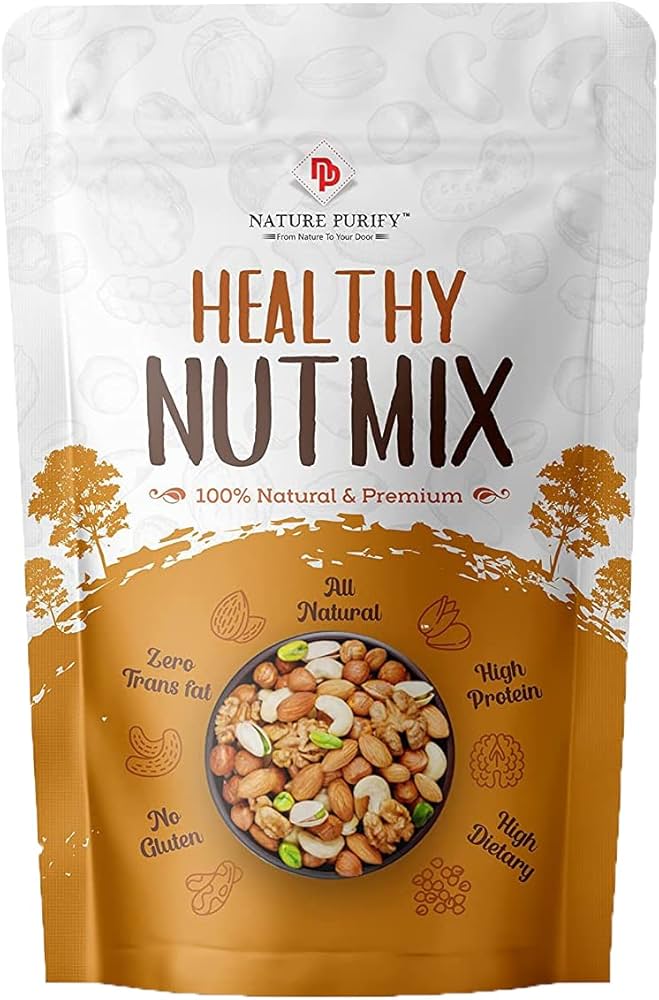 np
NATURE PURIFY™
From Nature To Your Door
HEALTHY
NUTMIX
100% Natural & Premium
All
Natural
Zero
Trans fat
High
Protein
No
Gluten
High
Dietary